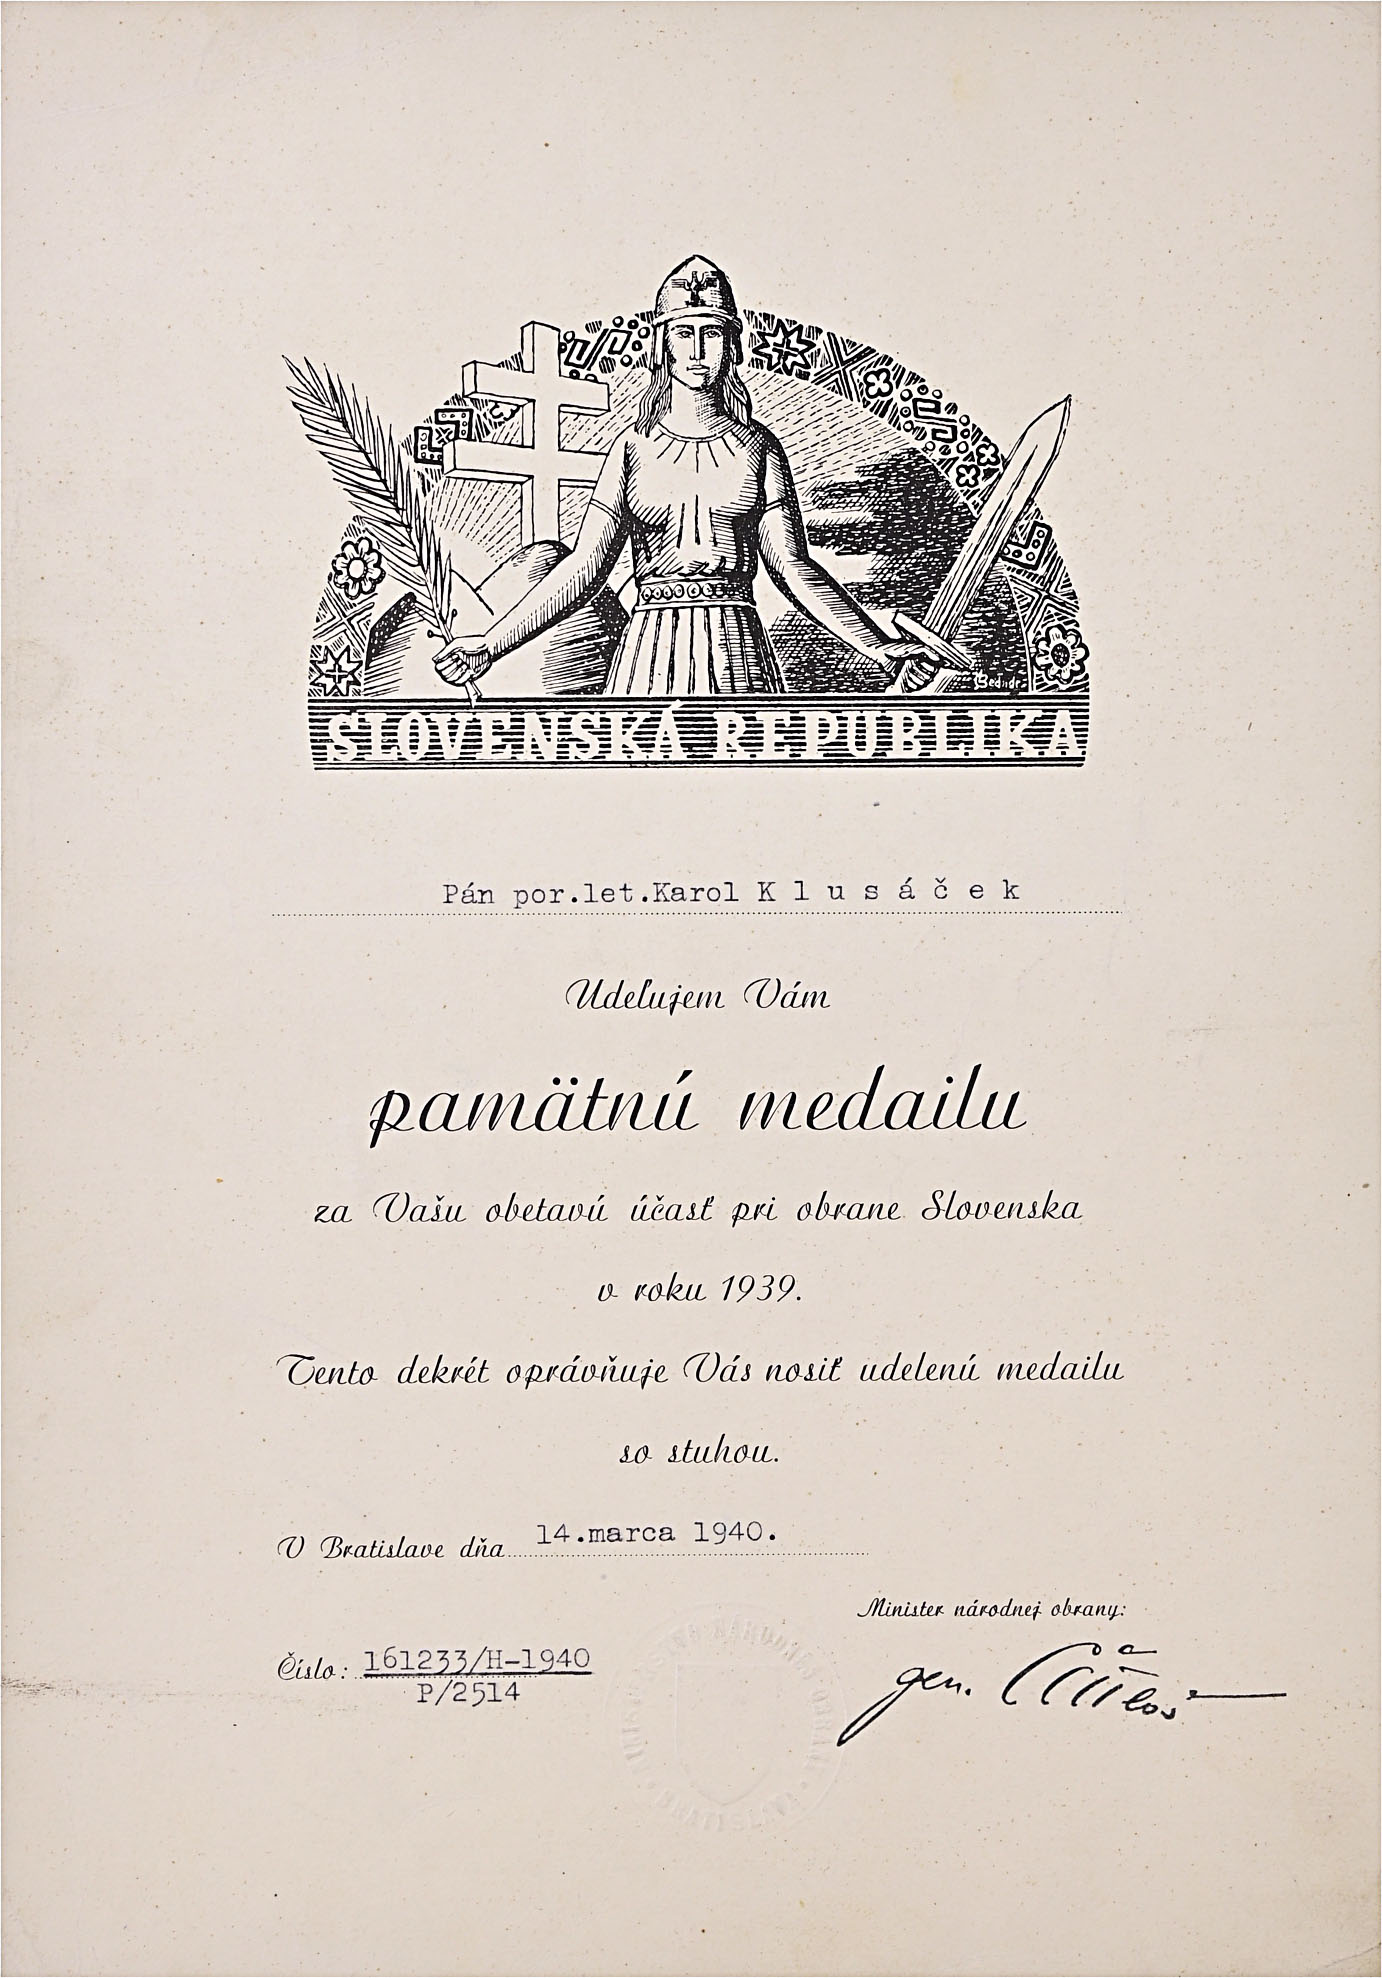 SLOVENSKÁ REPUBLIKA
Pán por.let.Karol K l u s á č e k
Udeľujem Vám
pamätnú medailu
za Vašu obetavú účasť pri obrane Slovenska
v roku 1939.
Tento dekrét oprávňuje Vás nosiť udelenú medailu
so stuhou.
V Bratislave dňa 14.marca 1940.
Minister národnej obrany:
Číslo: 161233/H-1940
P/2514
gen. Čatloš
BRATISLAVA